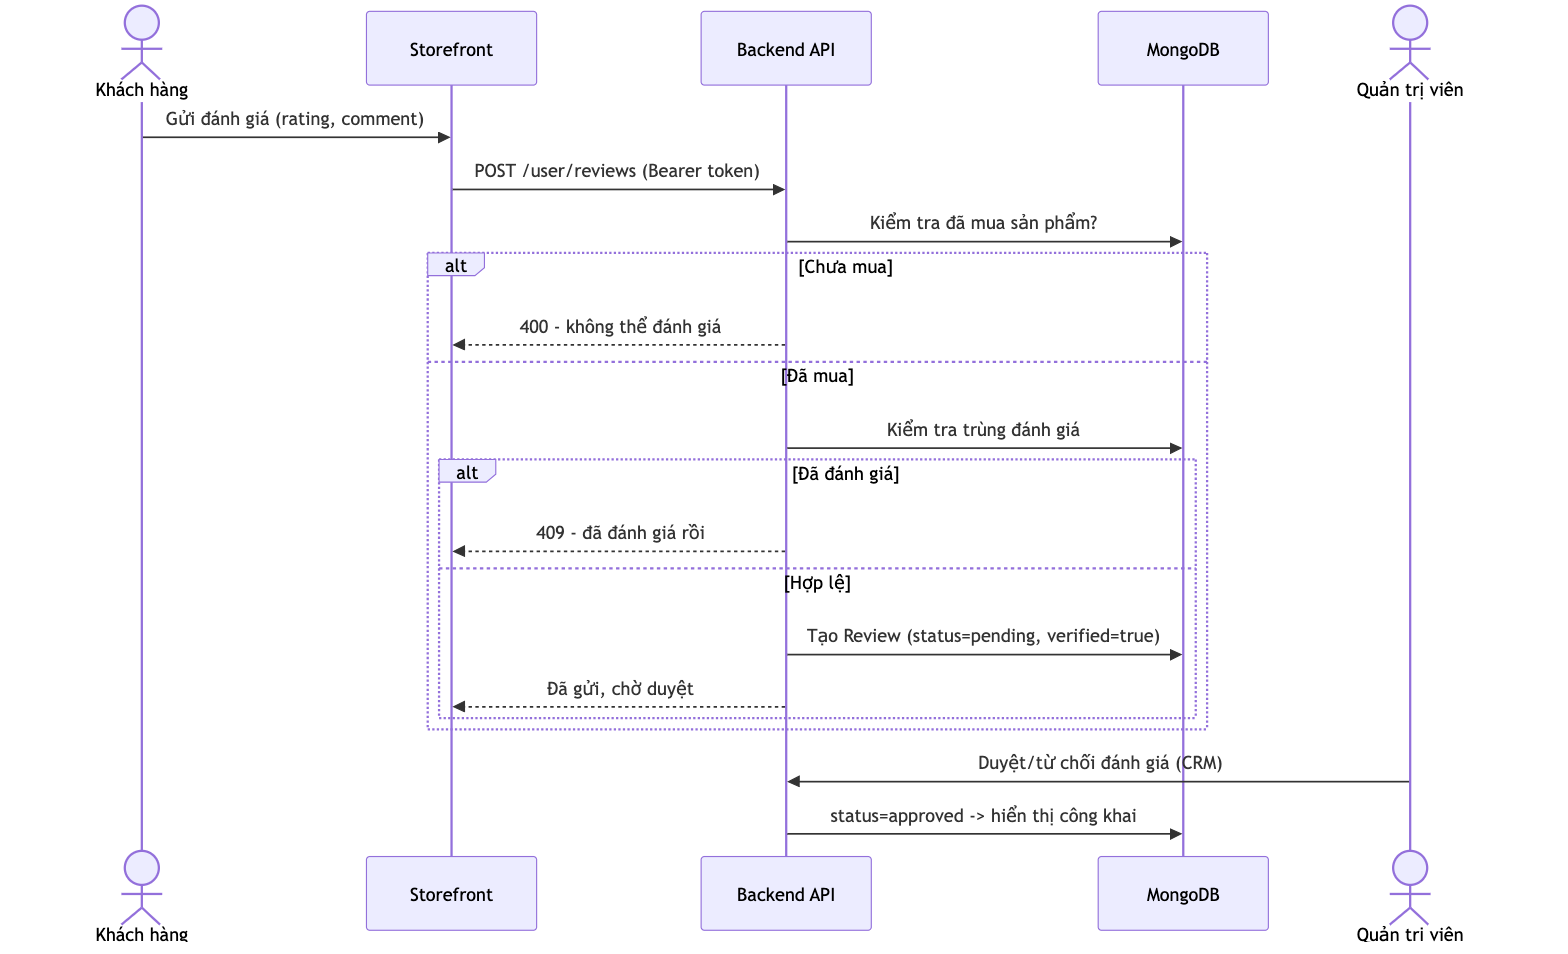 Khách hàng
Storefront
Backend API
MongoDB
Quản trị viên
Gửi đánh giá (rating, comment)
POST /user/reviews (Bearer token)
Kiểm tra đã mua sản phẩm?
alt
[Chưa mua]
400 - không thể đánh giá
[Đã mua]
Kiểm tra trùng đánh giá
alt
[Đã đánh giá]
409 - đã đánh giá rồi
[Hợp lệ]
Tạo Review (status=pending, verified=true)
Đã gửi, chờ duyệt
Duyệt/từ chối đánh giá (CRM)
status=approved -> hiển thị công khai
Khách hàng
Storefront
Backend API
MongoDB
Quản trị viên